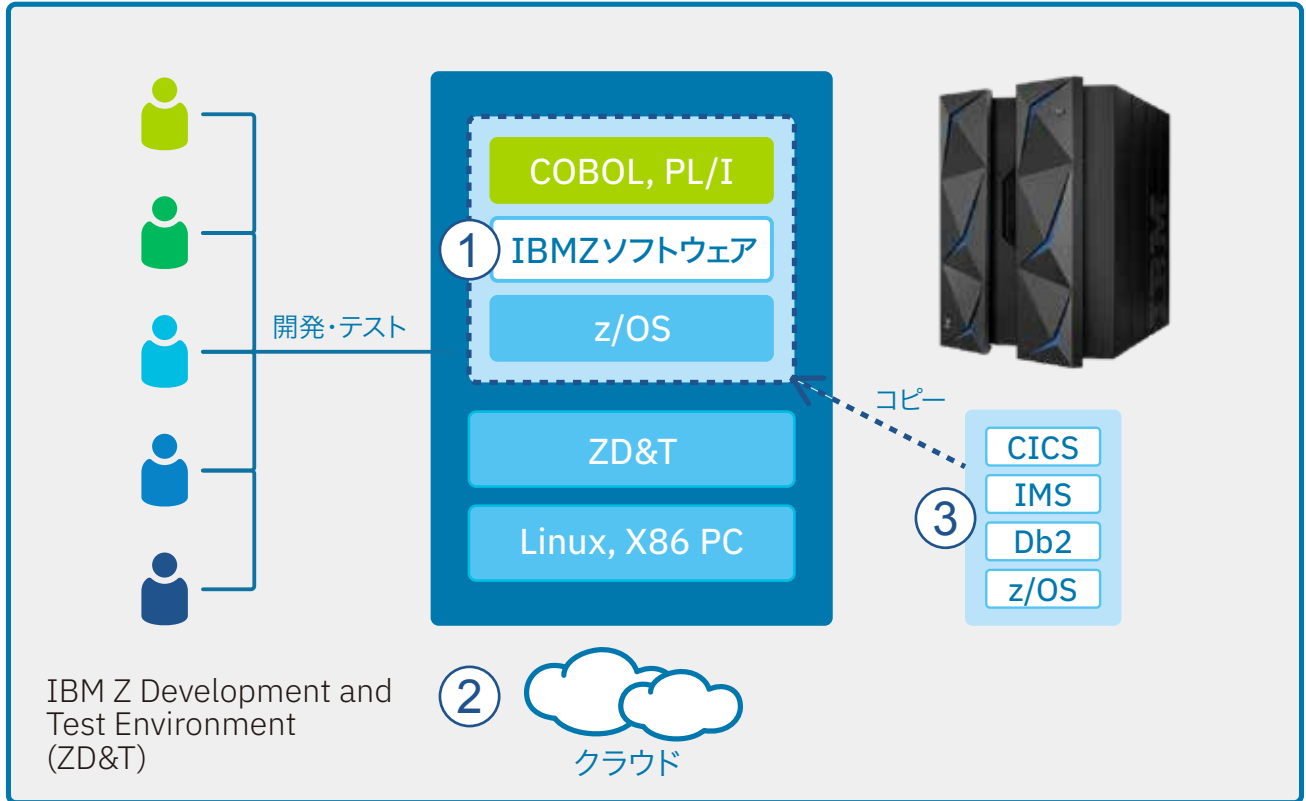 COBOL, PL/I
① IBMZソフトウェア
z/OS
開発・テスト
コピー
ZD&T
Linux, X86 PC
③
CICS
IMS
Db2
z/OS
IBM Z Development and
Test Environment
(ZD&T)
②
クラウド
IBM